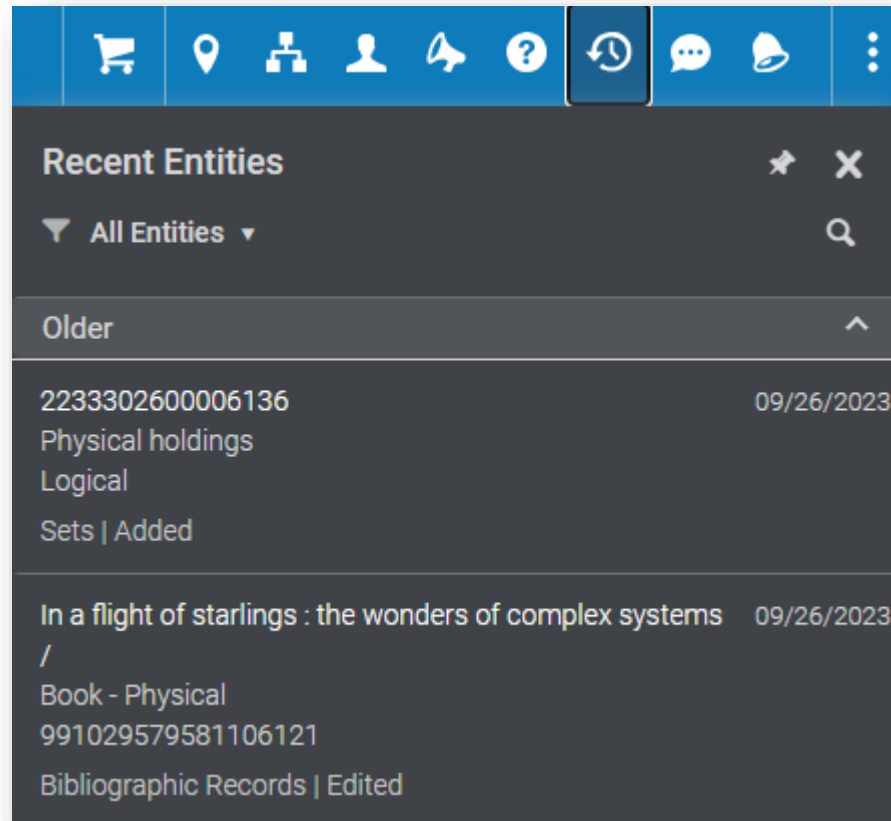 Recent Entities
All Entities
Older
2233302600006136 09/26/2023
Physical holdings
Logical
Sets | Added
In a flight of starlings : the wonders of complex systems 09/26/2023
/
Book - Physical
991029579581106121
Bibliographic Records | Edited